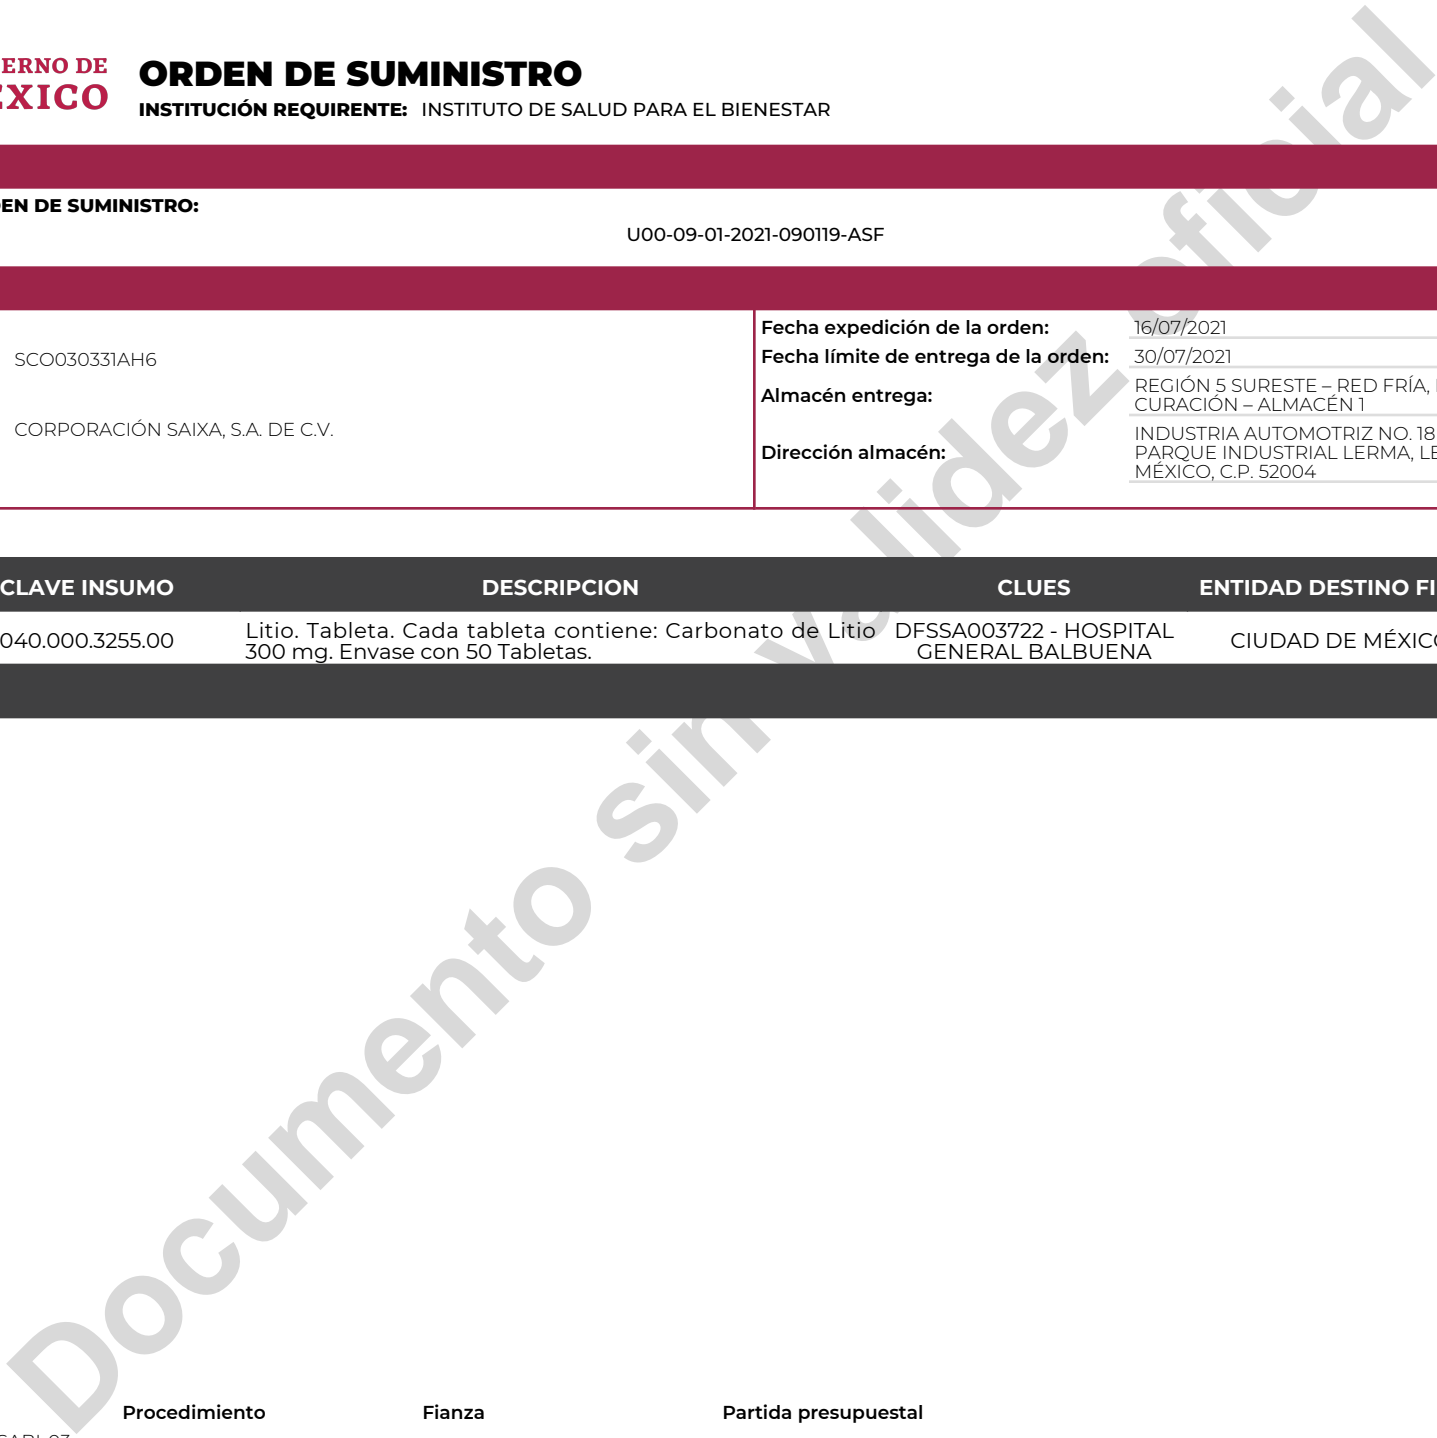 ERNO DE
ÉXICO
ORDEN DE SUMINISTRO
INSTITUCIÓN REQUIRENTE: INSTITUTO DE SALUD PARA EL BIENESTAR
EN DE SUMINISTRO:
U00-09-01-2021-090119-ASF
SCO030331AH6
CORPORACIÓN SAIXA, S.A. DE C.V.
Fecha expedición de la orden: 16/07/2021
Fecha límite de entrega de la orden: 30/07/2021
Almacén entrega: REGIÓN 5 SURESTE – RED FRÍA,
CURACIÓN – ALMACÉN 1
Dirección almacén: INDUSTRIA AUTOMOTRIZ NO. 18
PARQUE INDUSTRIAL LERMA, LE
MÉXICO, C.P. 52004
CLAVE INSUMO DESCRIPCION CLUES ENTIDAD DESTINO FI
040.000.3255.00 Litio. Tableta. Cada tableta contiene: Carbonato de Litio 300 mg. Envase con 50 Tabletas. DFSSA003722 - HOSPITAL GENERAL BALBUENA CIUDAD DE MÉXICO
Documento sin validez oficial
Procedimiento Fianza Partida presupuestal